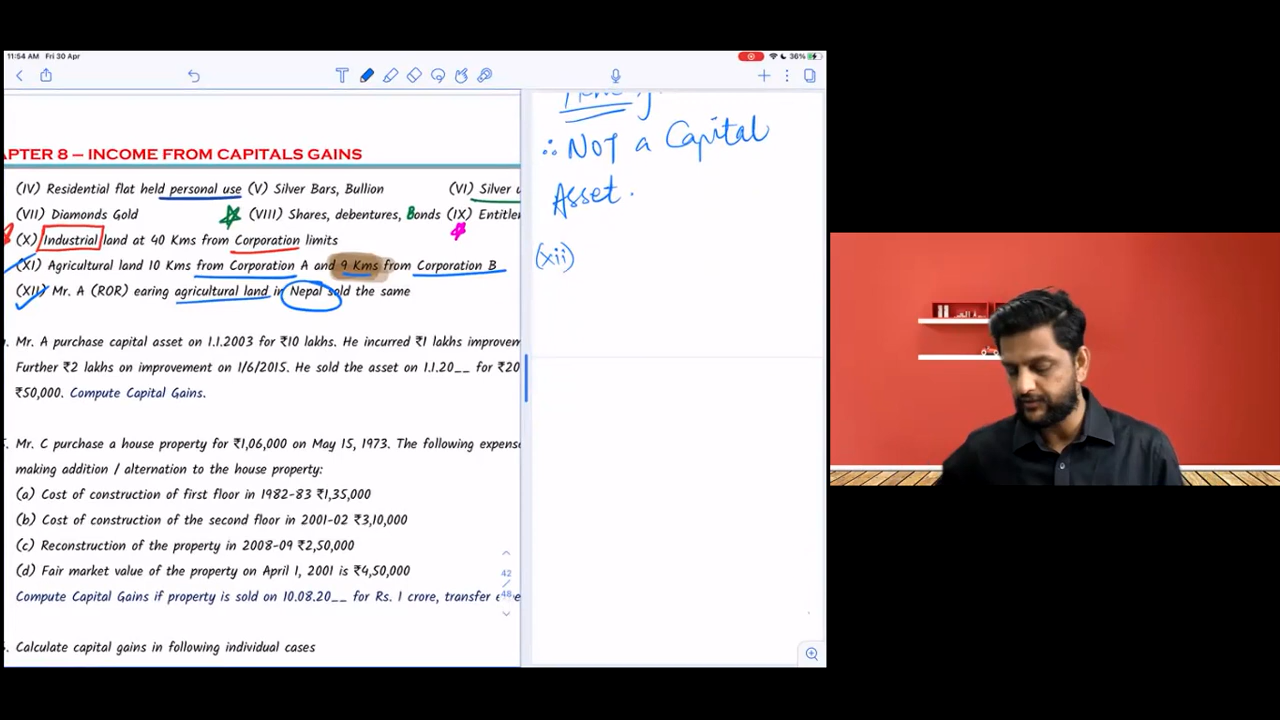 11:54 AM Fri 30 Apr
36%
APTER 8 – INCOME FROM CAPITALS GAINS
(IV) Residential flat held personal use (V) Silver Bars, Bullion (VI) Silver u
(VII) Diamonds Gold (VIII) Shares, debentures, Bonds (IX) Entitler
(X) Industrial land at 40 Kms from Corporation limits
(XI) Agricultural land 10 Kms from Corporation A and 9 Kms from Corporation B
(XII) Mr. A (ROR) earing agricultural land in Nepal sold the same
. Mr. A purchase capital asset on 1.1.2003 for ₹10 lakhs. He incurred ₹1 lakhs improvem
Further ₹2 lakhs on improvement on 1/6/2015. He sold the asset on 1.1.20__ for ₹20
₹50,000. Compute Capital Gains.
. Mr. C purchase a house property for ₹1,06,000 on May 15, 1973. The following expens
making addition / alternation to the house property:
(a) Cost of construction of first floor in 1982-83 ₹1,35,000
(b) Cost of construction of the second floor in 2001-02 ₹3,10,000
(c) Reconstruction of the property in 2008-09 ₹2,50,000
(d) Fair market value of the property on April 1, 2001 is ₹4,50,000
Compute Capital Gains if property is sold on 10.08.20__ for Rs. 1 crore, transfer e
. Calculate capital gains in following individual cases
42
/
48
∴ NOT a Capital
Asset.
(xii)